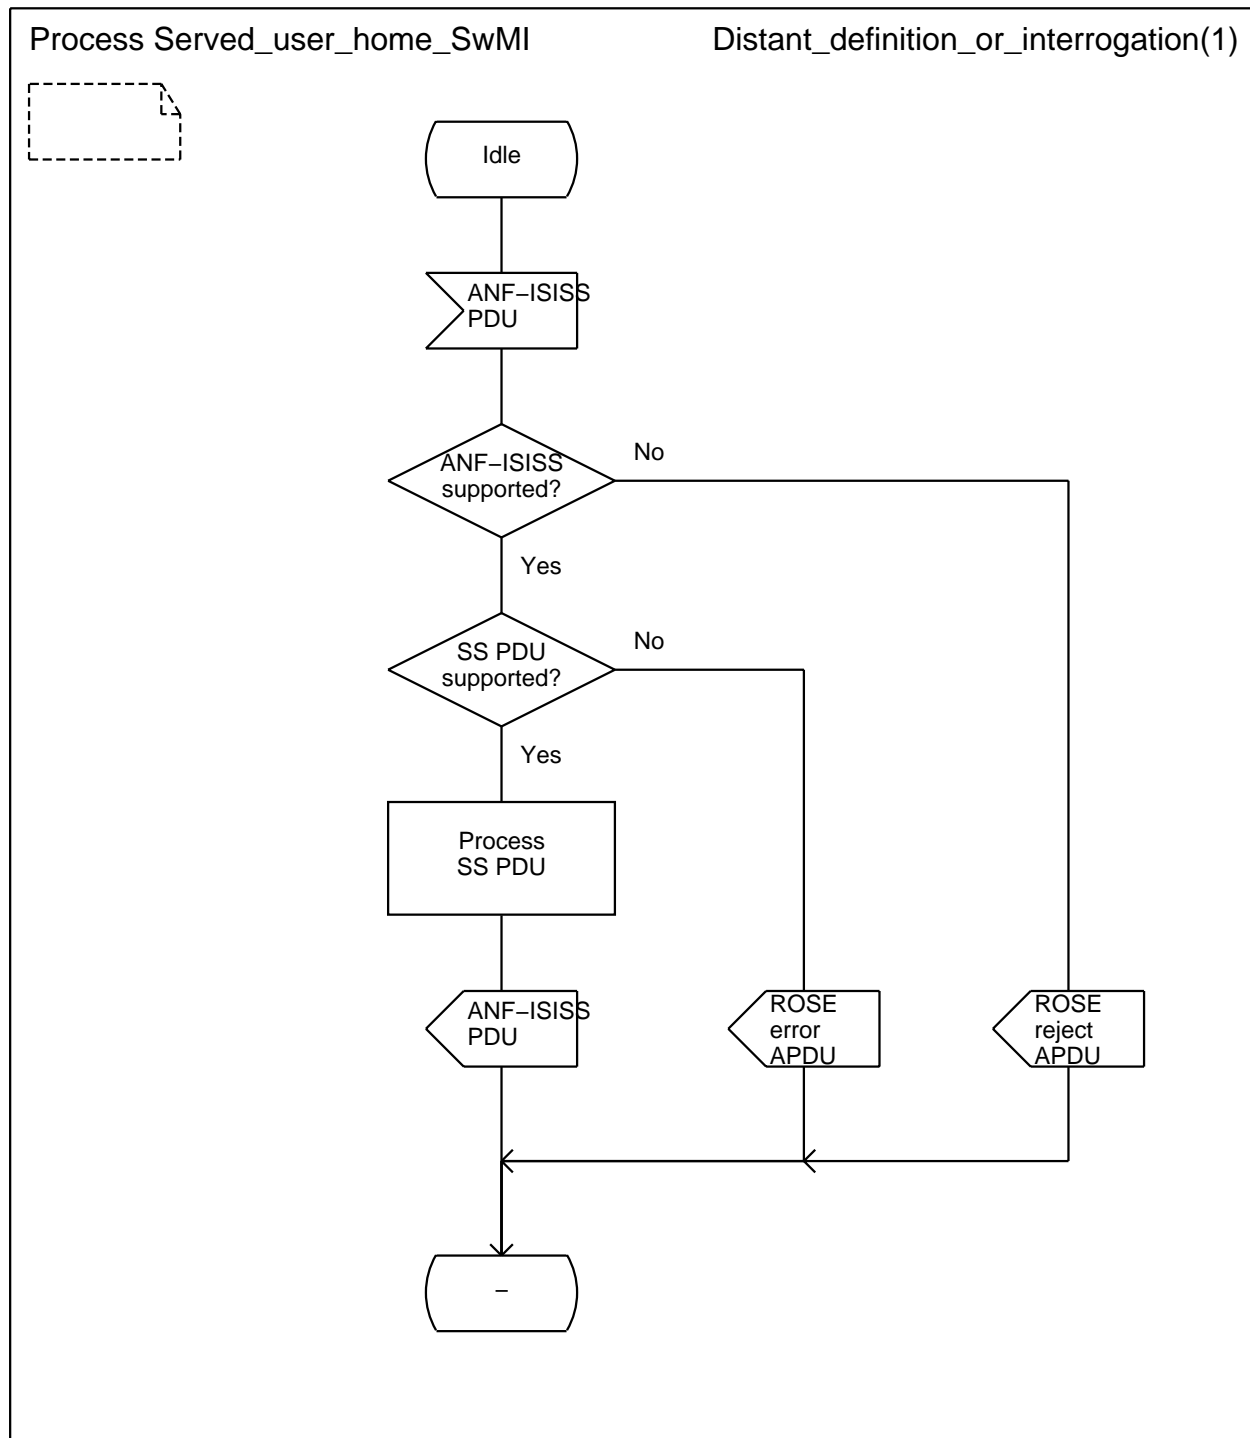 Process Served_user_home_SwMI
Distant_definition_or_interrogation(1)
Idle
ANF−ISISS
PDU
ANF−ISISS
supported?
No
Yes
SS PDU
supported?
No
Yes
Process
SS PDU
ANF−ISISS
PDU
ROSE
error
APDU
ROSE
reject
APDU
−